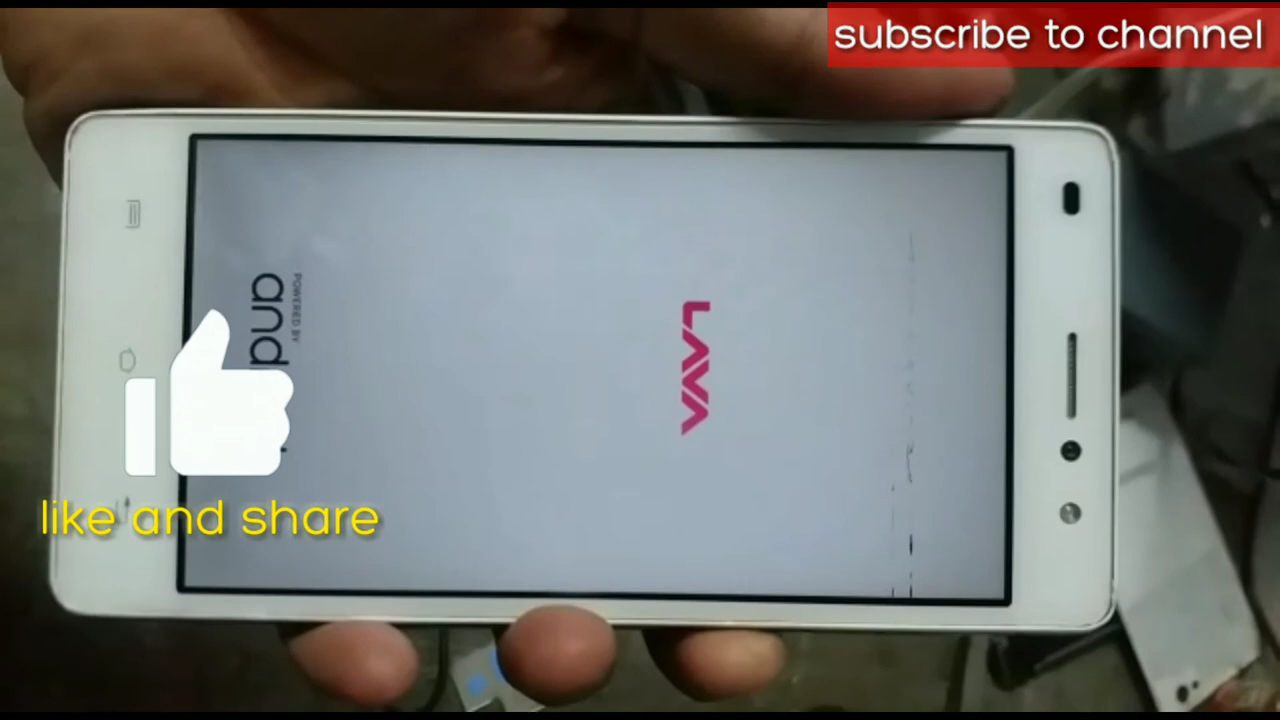 subscribe to channel
LAVA
POWERED BY
and
like and share